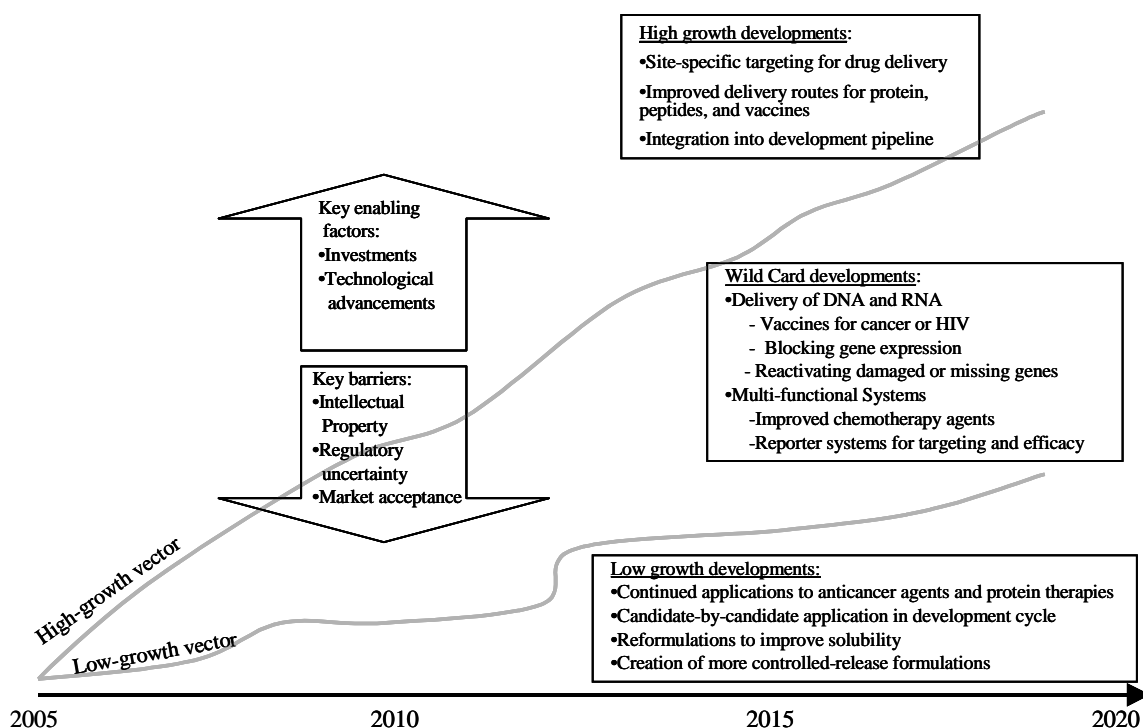 High growth developments:
•Site-specific targeting for drug delivery
•Improved delivery routes for protein,
peptides, and vaccines
•Integration into development pipeline
Key enabling
factors:
•Investments
•Technological
advancements
Wild Card developments:
•Delivery of DNA and RNA
- Vaccines for cancer or HIV
- Blocking gene expression
- Reactivating damaged or missing genes
•Multi-functional Systems
-Improved chemotherapy agents
-Reporter systems for targeting and efficacy
Key barriers:
•Intellectual
Property
•Regulatory
uncertainty
•Market acceptance
High-growth vector
Low-growth vector
Low growth developments:
•Continued applications to anticancer agents and protein therapies
•Candidate-by-candidate application in development cycle
•Reformulations to improve solubility
•Creation of more controlled-release formulations
2005 2010 2015 2020